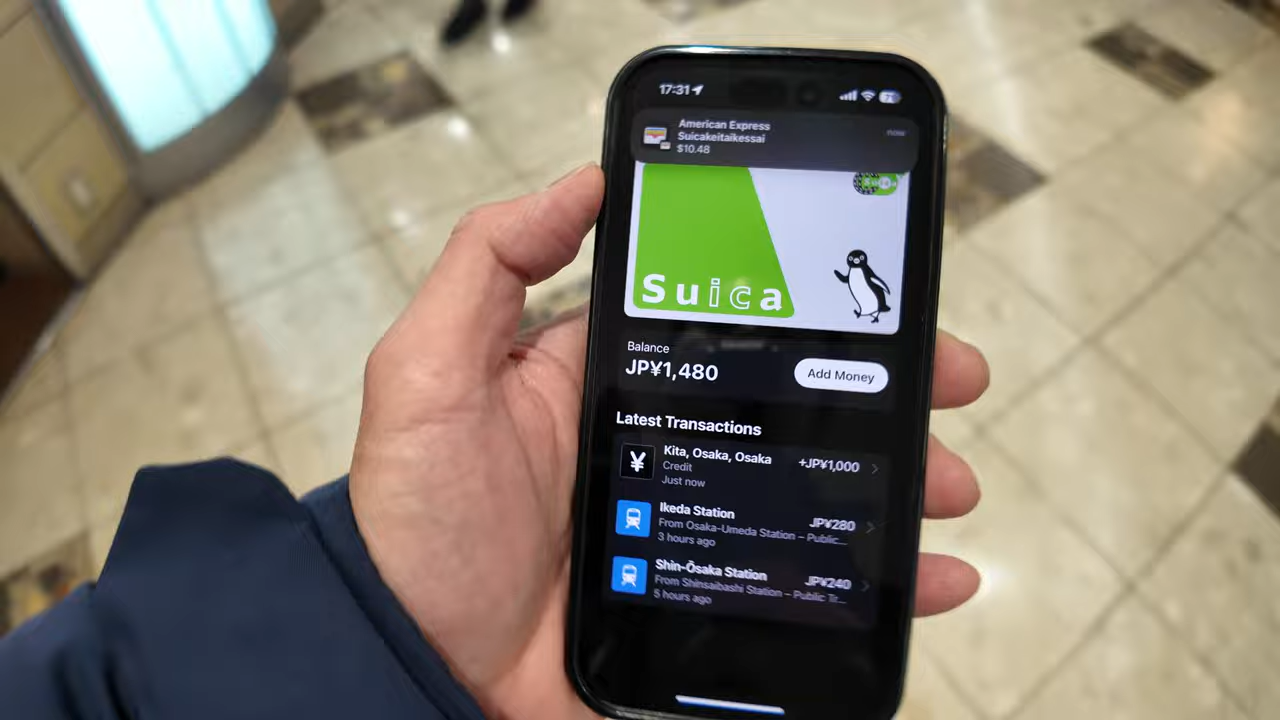 17:31
American Express
now
Suicakeitaikessai
$10.48
Suica
Suica
Balance
JP¥1,480
Add Money
Latest Transactions
¥
Kita, Osaka, Osaka
+JP¥1,000
Credit
Just now
Ikeda Station
JP¥280
From Osaka-Umeda Station – Public...
3 hours ago
Shin-Ōsaka Station
JP¥240
From Shinsaibashi Station – Public Tr...
5 hours ago